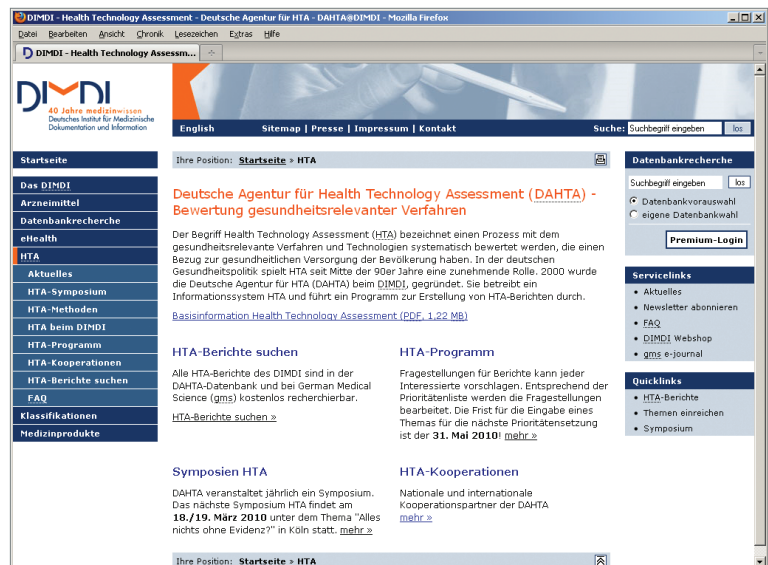 DIMDI - Health Technology Assessment - Deutsche Agentur für HTA - DAHTA@DIMDI - Mozilla Firefox
Datei Bearbeiten Ansicht Chronik Lesezeichen Extras Hilfe
DIMDI - Health Technology Assessm...
DIMDI
40 Jahre medizinwissen
Deutsches Institut für Medizinische
Dokumentation und Information
English Sitemap | Presse | Impressum | Kontakt Suche: Suchbegriff eingeben los
Startseite
Das DIMDI
Arzneimittel
Datenbankrecherche
eHealth
HTA
Aktuelles
HTA-Symposium
HTA-Methoden
HTA beim DIMDI
HTA-Programm
HTA-Kooperationen
HTA-Berichte suchen
FAQ
Klassifikationen
Medizinprodukte
Ihre Position: Startseite » HTA
Deutsche Agentur für Health Technology Assessment (DAHTA) -
Bewertung gesundheitsrelevanter Verfahren
Der Begriff Health Technology Assessment (HTA) bezeichnet einen Prozess mit dem
gesundheitsrelevante Verfahren und Technologien systematisch bewertet werden, die einen
Bezug zur gesundheitlichen Versorgung der Bevölkerung haben. In der deutschen
Gesundheitspolitik spielt HTA seit Mitte der 90er Jahre eine zunehmende Rolle. 2000 wurde
die Deutsche Agentur für HTA (DAHTA) beim DIMDI, gegründet. Sie betreibt ein
Informationssystem HTA und führt ein Programm zur Erstellung von HTA-Berichten durch.
Basisinformation Health Technology Assessment (PDF, 1,22 MB)
HTA-Berichte suchen
Alle HTA-Berichte des DIMDI sind in der
DAHTA-Datenbank und bei German Medical
Science (gms) kostenlos recherchierbar.
HTA-Berichte suchen »
HTA-Programm
Fragestellungen für Berichte kann jeder
Interessierte vorschlagen. Entsprechend der
Prioritätenliste werden die Fragestellungen
bearbeitet. Die Frist für die Eingabe eines
Themas für die nächste Prioritätensetzung
ist der 31. Mai 2010! mehr »
Symposien HTA
DAHTA veranstaltet jährlich ein Symposium.
Das nächste Symposium HTA findet am
18./19. März 2010 unter dem Thema "Alles
nichts ohne Evidenz?" in Köln statt. mehr »
HTA-Kooperationen
Nationale und internationale
Kooperationspartner der DAHTA
mehr »
Ihre Position: Startseite » HTA
Datenbankrecherche
Suchbegriff eingeben los
Datenbankvorauswahl
eigene Datenbankwahl
Premium-Login
Servicelinks
• Aktuelles
• Newsletter abonnieren
• FAQ
• DIMDI Webshop
• gms e-journal
Quicklinks
• HTA-Berichte
• Themen einreichen
• Symposium